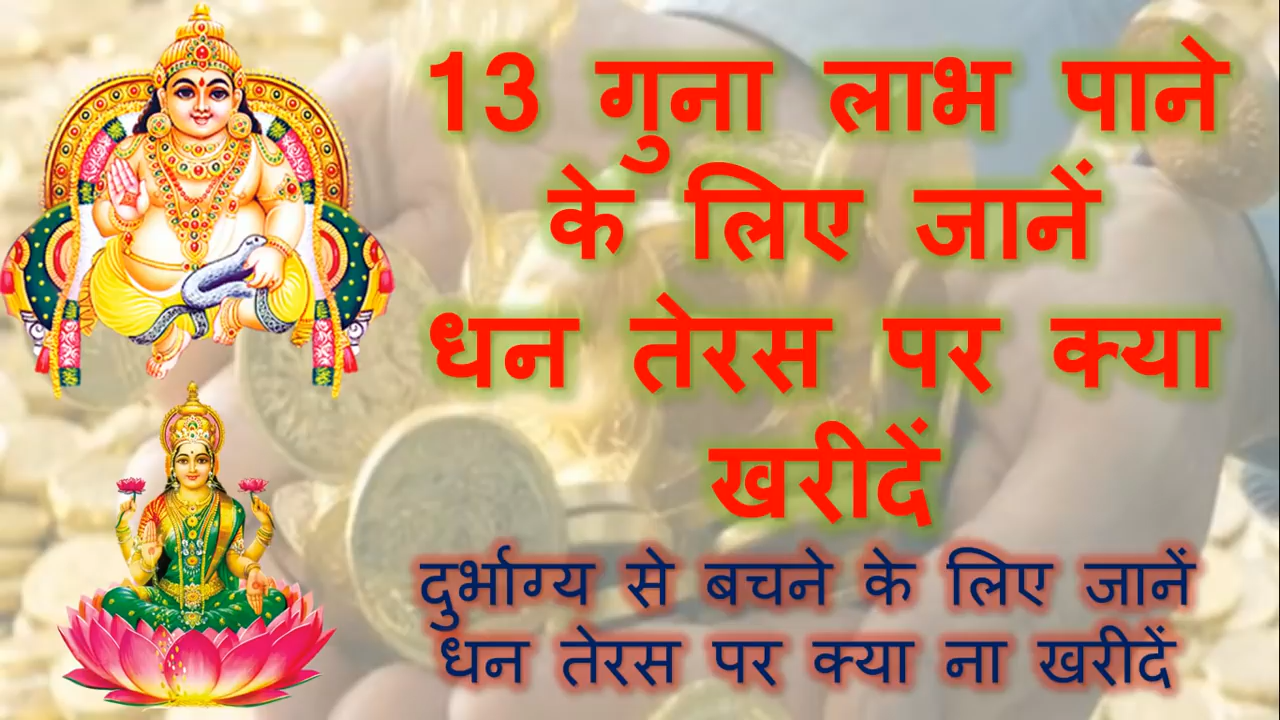 13 गुना लाभ पाने
के लिए जानें
धन तेरस पर क्या
खरीदें
दुर्भाग्य से बचने के लिए जानें
धन तेरस पर क्या ना खरीदें